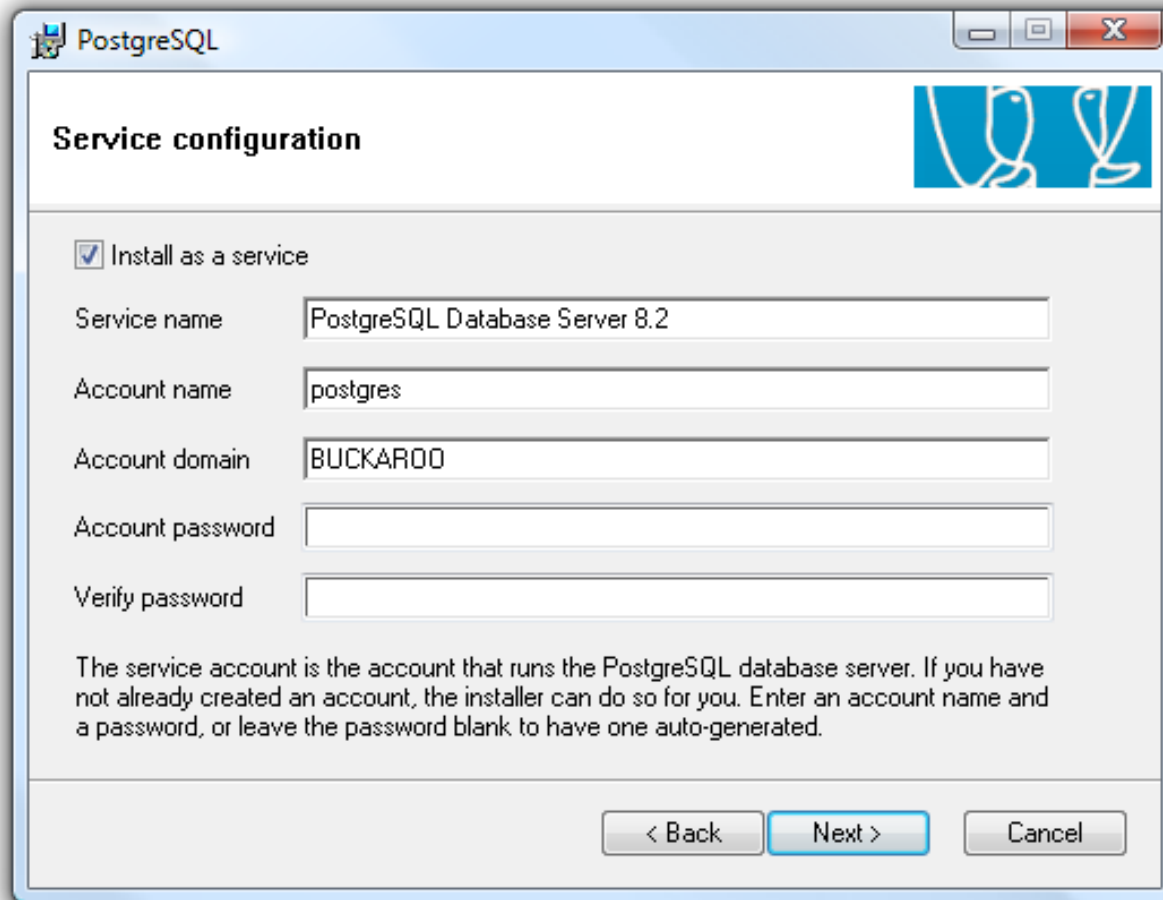 PostgreSQL
Service configuration
Install as a service
Service name PostgreSQL Database Server 8.2
Account name postgres
Account domain BUCKAROO
Account password
Verify password
The service account is the account that runs the PostgreSQL database server. If you have
not already created an account, the installer can do so for you. Enter an account name and
a password, or leave the password blank to have one auto-generated.
< Back Next > Cancel